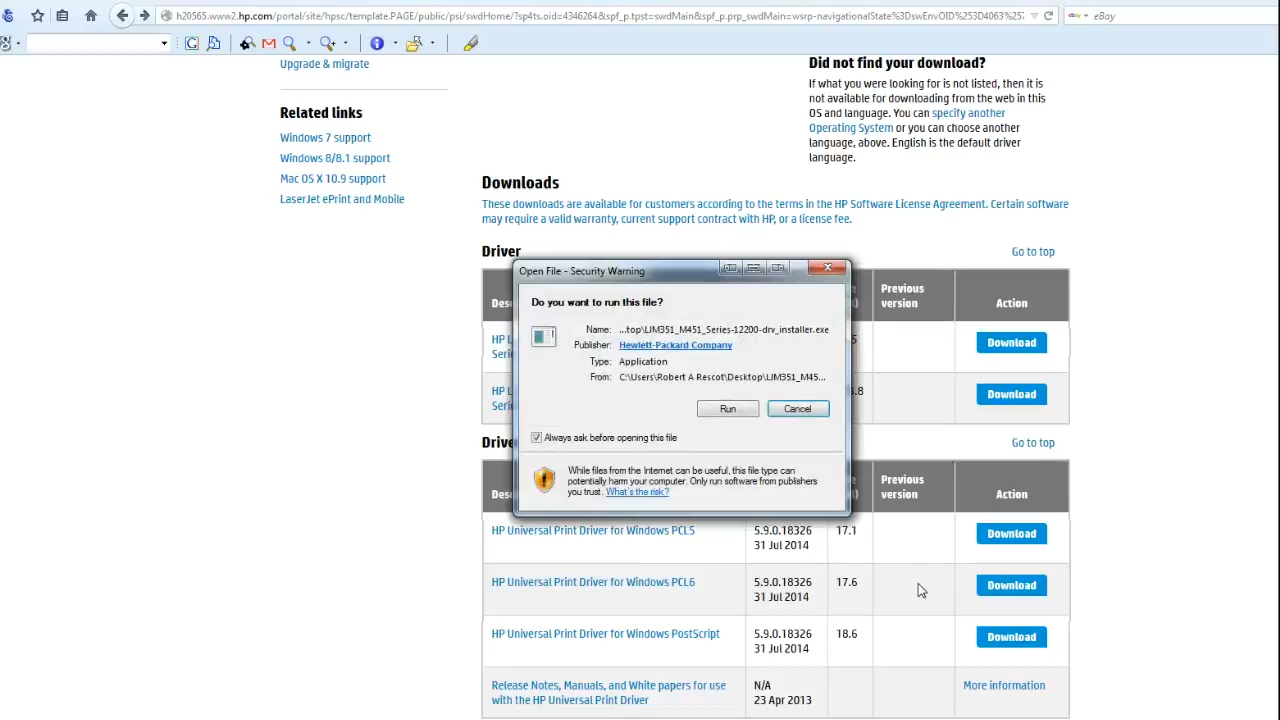 h20565.www2.hp.com/portal/site/hpsc/template.PAGE/public/psi/swdHome/?sp4ts.oid=4346264&spf_p.tpst=swdMain&spf_p.prp_swdMain=wsrp-navigationalState%3DswEnvOID%253D4063%25
eBay
Upgrade & migrate
Related links
Windows 7 support
Windows 8/8.1 support
Mac OS X 10.9 support
LaserJet ePrint and Mobile
Did not find your download?
If what you were looking for is not listed, then it is
not available for downloading from the web in this
OS and language. You can specify another
Operating System or you can choose another
language, above. English is the default driver
language.
Downloads
These downloads are available for customers according to the terms in the HP Software License Agreement. Certain software
may require a valid warranty, current support contract with HP, or a license fee.
Driver
Go to top
Previous
version
Action
HP
Serie
Download
HP
Serie
.8
Download
Open File - Security Warning
Do you want to run this file?
Name: ...top\LJM351_M451_Series-12200-drv_installer.exe
Publisher: Hewlett-Packard Company
Type: Application
From: C:\Users\Robert A Rescot\Desktop\LJM351_M45...
Run
Cancel
Always ask before opening this file
While files from the Internet can be useful, this file type can
potentially harm your computer. Only run software from publishers
you trust. What's the risk?
Drive
Go to top
Previous
version
Action
HP Universal Print Driver for Windows PCL5
5.9.0.18326
31 Jul 2014
17.1
Download
HP Universal Print Driver for Windows PCL6
5.9.0.18326
31 Jul 2014
17.6
Download
HP Universal Print Driver for Windows PostScript
5.9.0.18326
31 Jul 2014
18.6
Download
Release Notes, Manuals, and White papers for use
with the HP Universal Print Driver
N/A
23 Apr 2013
More information